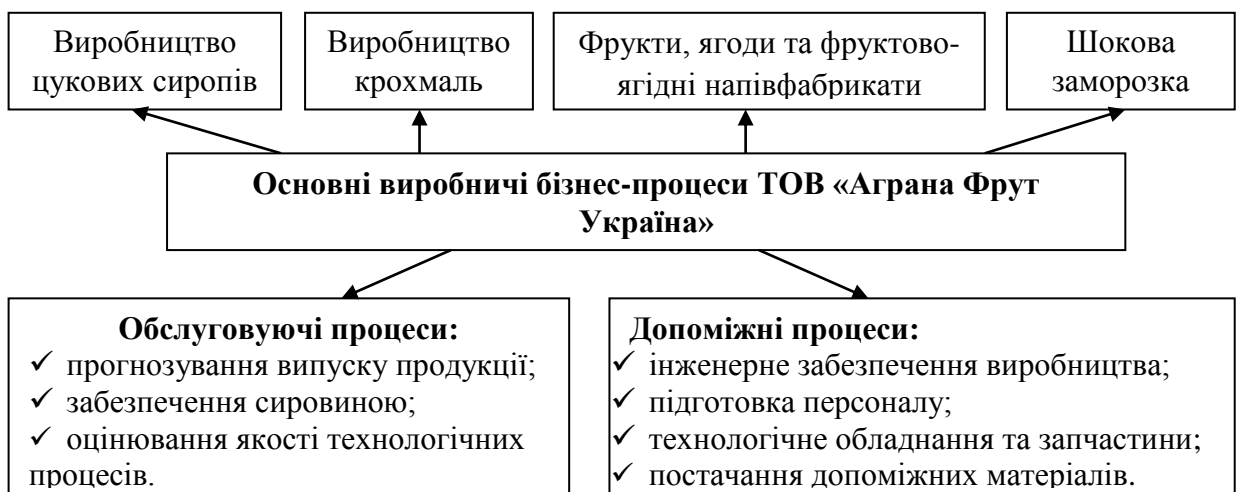 Виробництво
цукових сиропів
Виробництво
крохмаль
Фрукти, ягоди та фруктово-
ягідні напівфабрикати
Шокова
заморозка
Основні виробничі бізнес-процеси ТОВ «Аграна Фрут
Україна»
Обслуговуючі процеси:
✓ прогнозування випуску продукції;
✓ забезпечення сировиною;
✓ оцінювання якості технологічних
процесів.
Допоміжні процеси:
✓ інженерне забезпечення виробництва;
✓ підготовка персоналу;
✓ технологічне обладнання та запчастини;
✓ постачання допоміжних матеріалів.